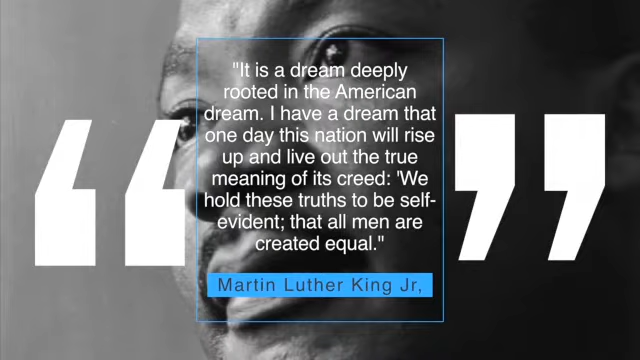 "It is a dream deeply
rooted in the American
dream. I have a dream that
one day this nation will rise
up and live out the true
meaning of its creed: 'We
hold these truths to be self-
evident; that all men are
created equal."
Martin Luther King Jr,